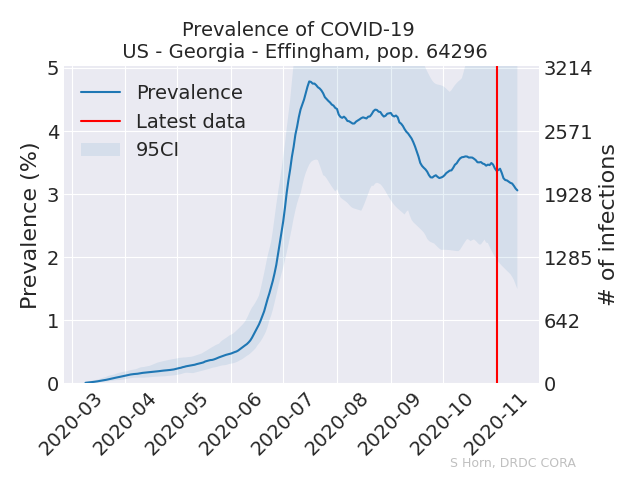 Prevalence of COVID-19
US - Georgia - Effingham, pop. 64296
Prevalence
Latest data
95CI
Prevalence (%)
5
4
3
2
1
0
3214
2571
1928
1285
642
0
# of infections
2020-03
2020-04
2020-05
2020-06
2020-07
2020-08
2020-09
2020-10
2020-11
S Horn, DRDC CORA